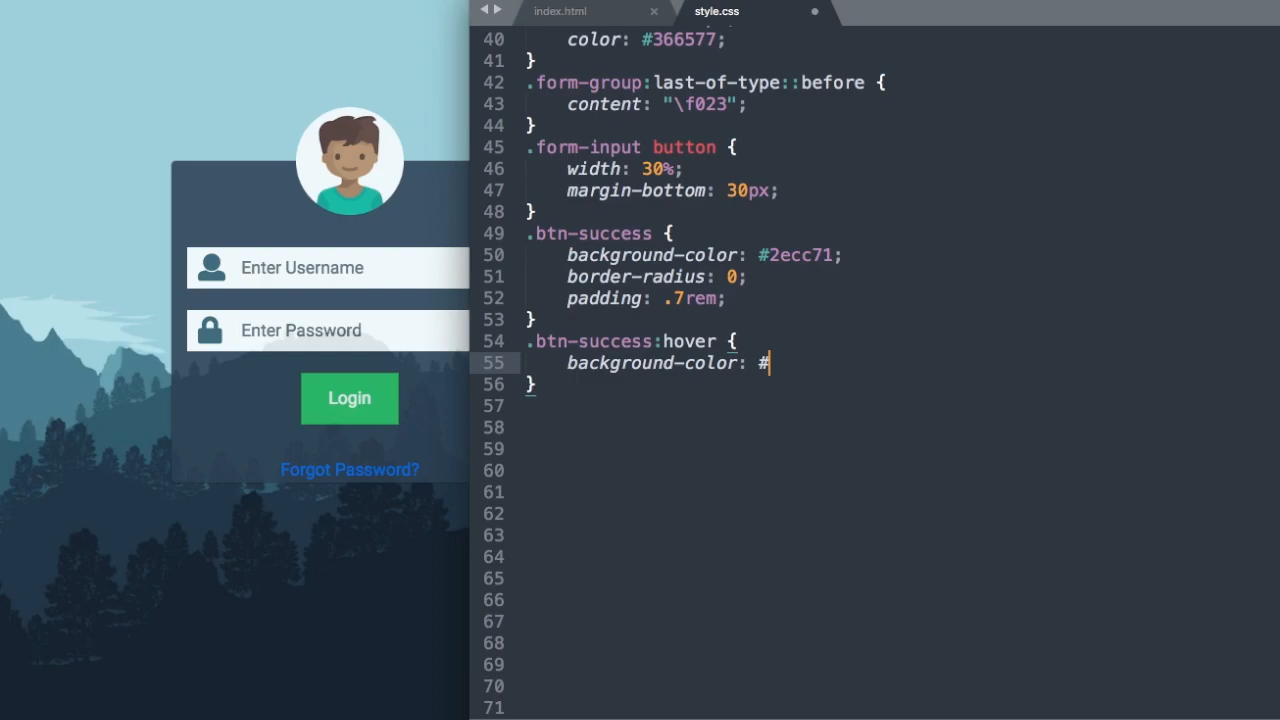 index.html ×
style.css
Enter Username
Enter Password
Login
Forgot Password?
40 color: #366577;
41 }
42 .form-group:last-of-type::before {
43 content: "\f023";
44 }
45 .form-input button {
46 width: 30%;
47 margin-bottom: 30px;
48 }
49 .btn-success {
50 background-color: #2ecc71;
51 border-radius: 0;
52 padding: .7rem;
53 }
54 .btn-success:hover {
55 background-color: #
56 }
57
58
59
60
61
62
63
64
65
66
67
68
69
70
71